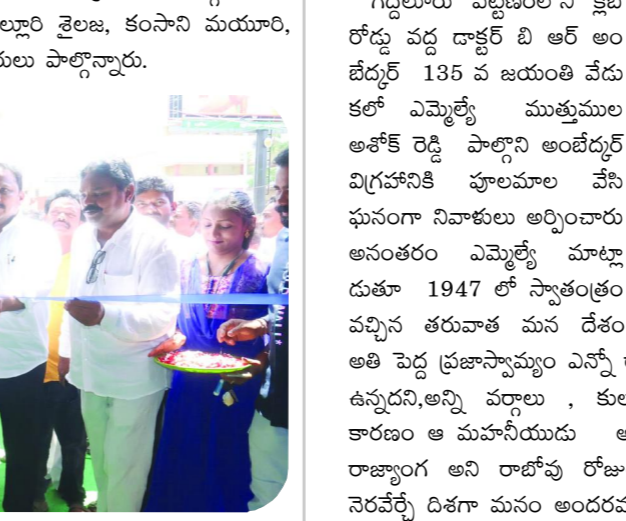 ల్లూరి శైలజ, కంసాని మయూరి,
రులు పాల్గొన్నారు.
రోడ్డు వద్ద డాక్టర్ బి ఆర్ అం
బేద్కర్ 135 వ జయంతి వేడు
కలో ఎమ్మెల్యే ముత్తుముల
అశోక్ రెడ్డి పాల్గొని అంబేద్కర్
విగ్రహానికి పూలమాల వేసి
ఘనంగా నివాళులు అర్పించారు
అనంతరం ఎమ్మెల్యే మాట్లా
డుతూ 1947 లో స్వాతంత్రం
వచ్చిన తరువాత మన దేశం
అతి పెద్ద ప్రజాస్వామ్యం ఎన్నో
ఉన్నదని,అన్ని వర్గాలు , కుల
కారణం ఆ మహనీయుడు
రాజ్యాంగ అని రాబోవు రోజు
నెరవేర్చే దిశగా మనం అందరమ